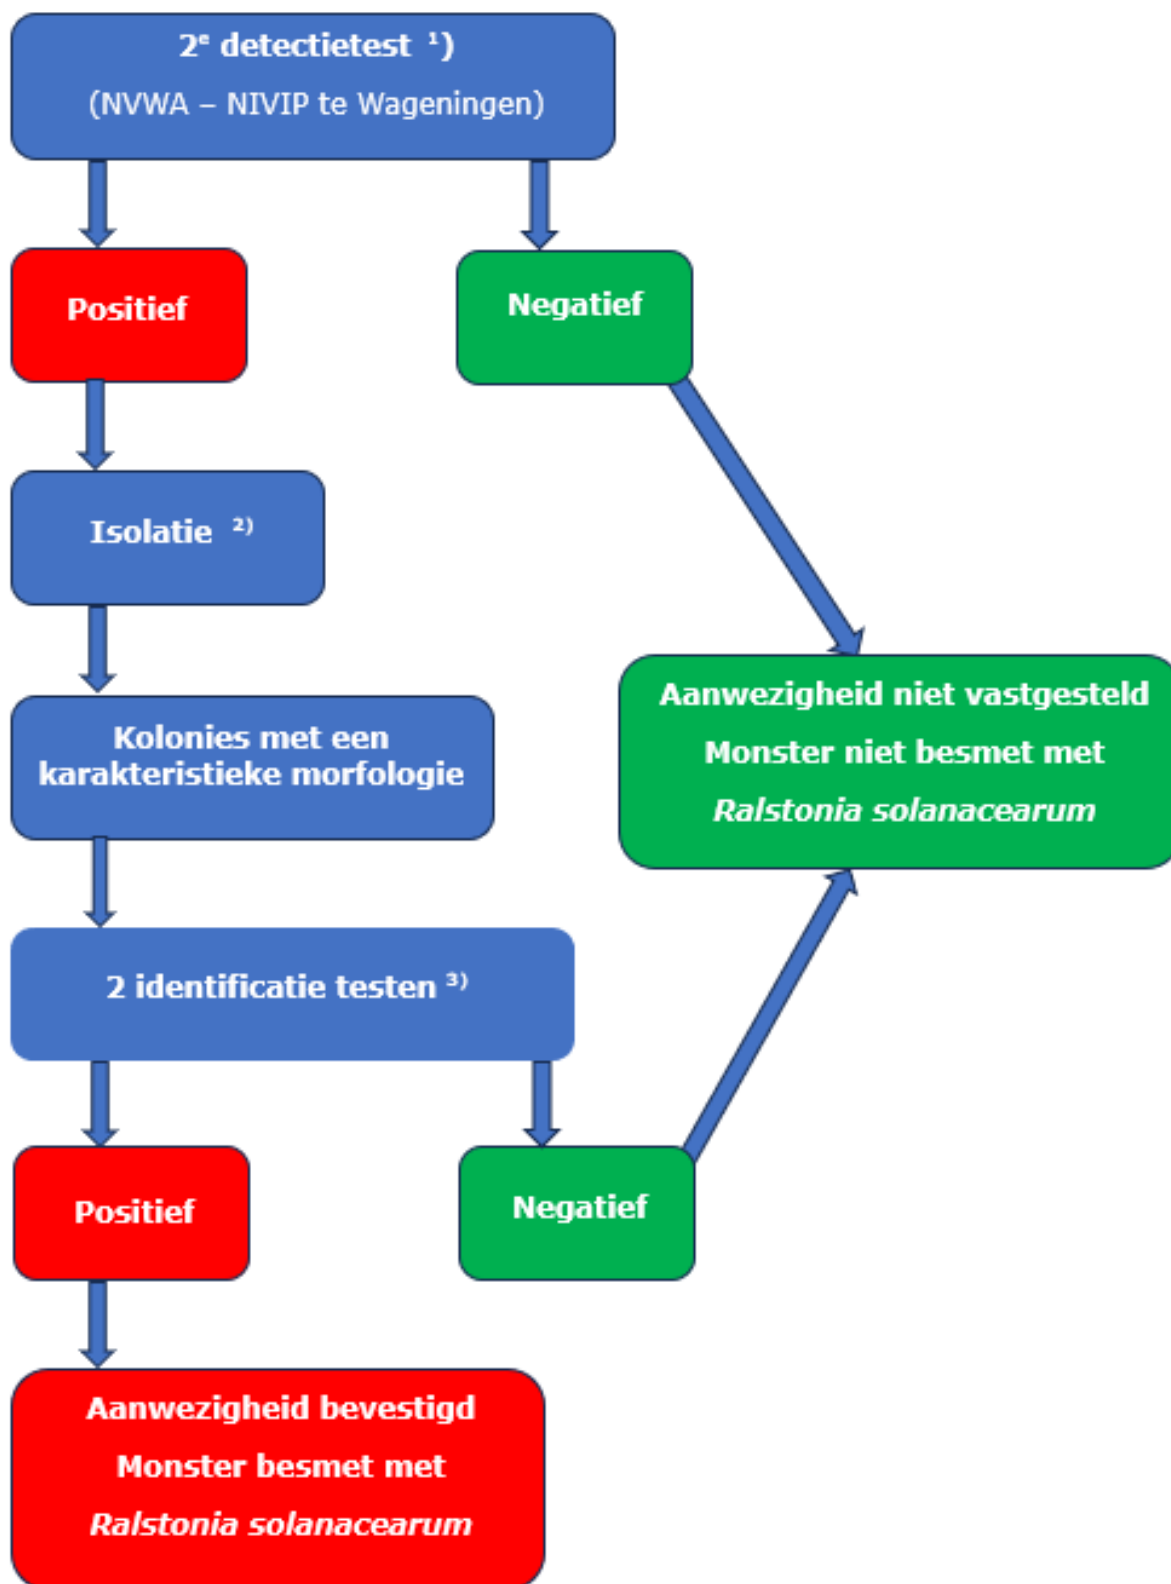 2ᵉ detectietest ¹)
(NVWA – NIVIP te Wageningen)
Positief
Negatief
Isolatie ²⁾
Aanwezigheid niet vastgesteld
Monster niet besmet met
Ralstonia solanacearum
Kolonies met een
karakteristieke morfologie
2 identificatie testen ³⁾
Positief
Negatief
Aanwezigheid bevestigd
Monster besmet met
Ralstonia solanacearum